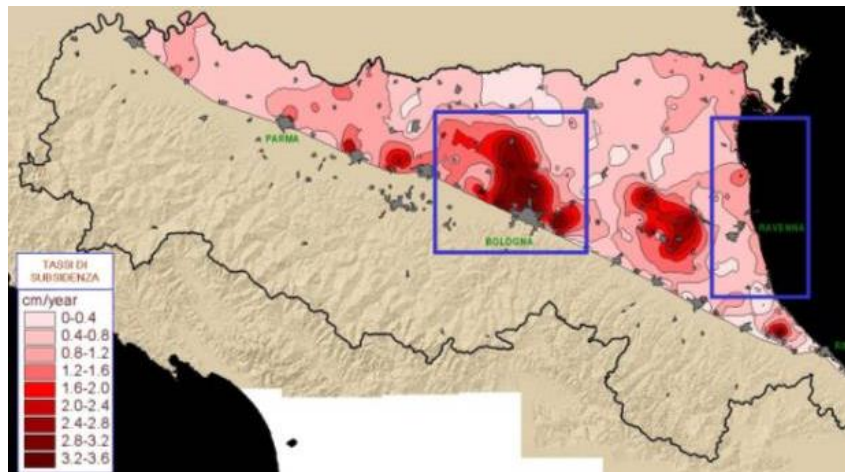 PARMA
BOLOGNA
RAVENNA
TASSI DI
SUBSIDENZA
cm/year
0-0.4
0.4-0.8
0.8-1.2
1.2-1.6
1.6-2.0
2.0-2.4
2.4-2.8
2.8-3.2
3.2-3.6